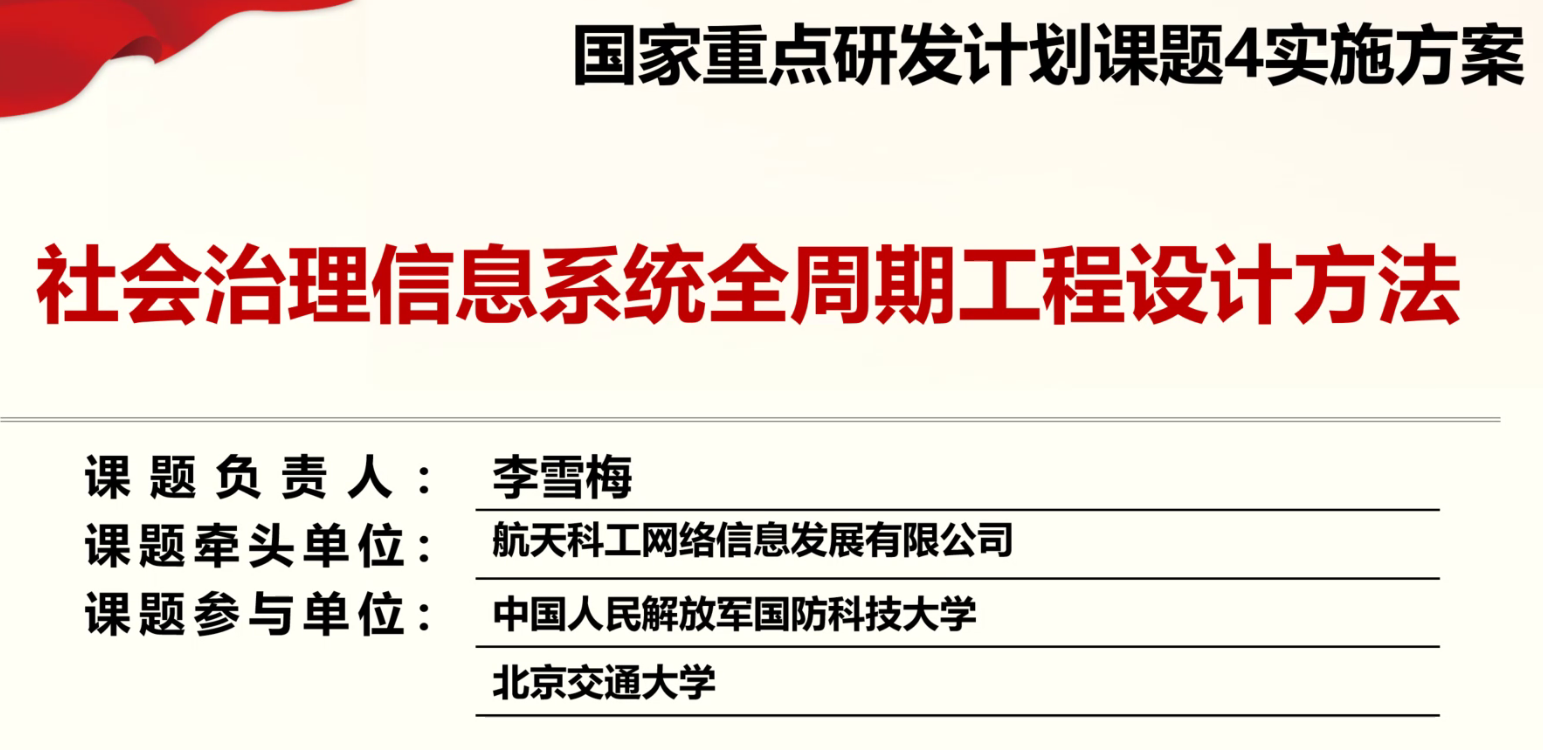 国家重点研发计划课题4实施方案
社会治理信息系统全周期工程设计方法
课题负责人： 李雪梅
课题牵头单位： 航天科工网络信息发展有限公司
课题参与单位： 中国人民解放军国防科技大学
北京交通大学